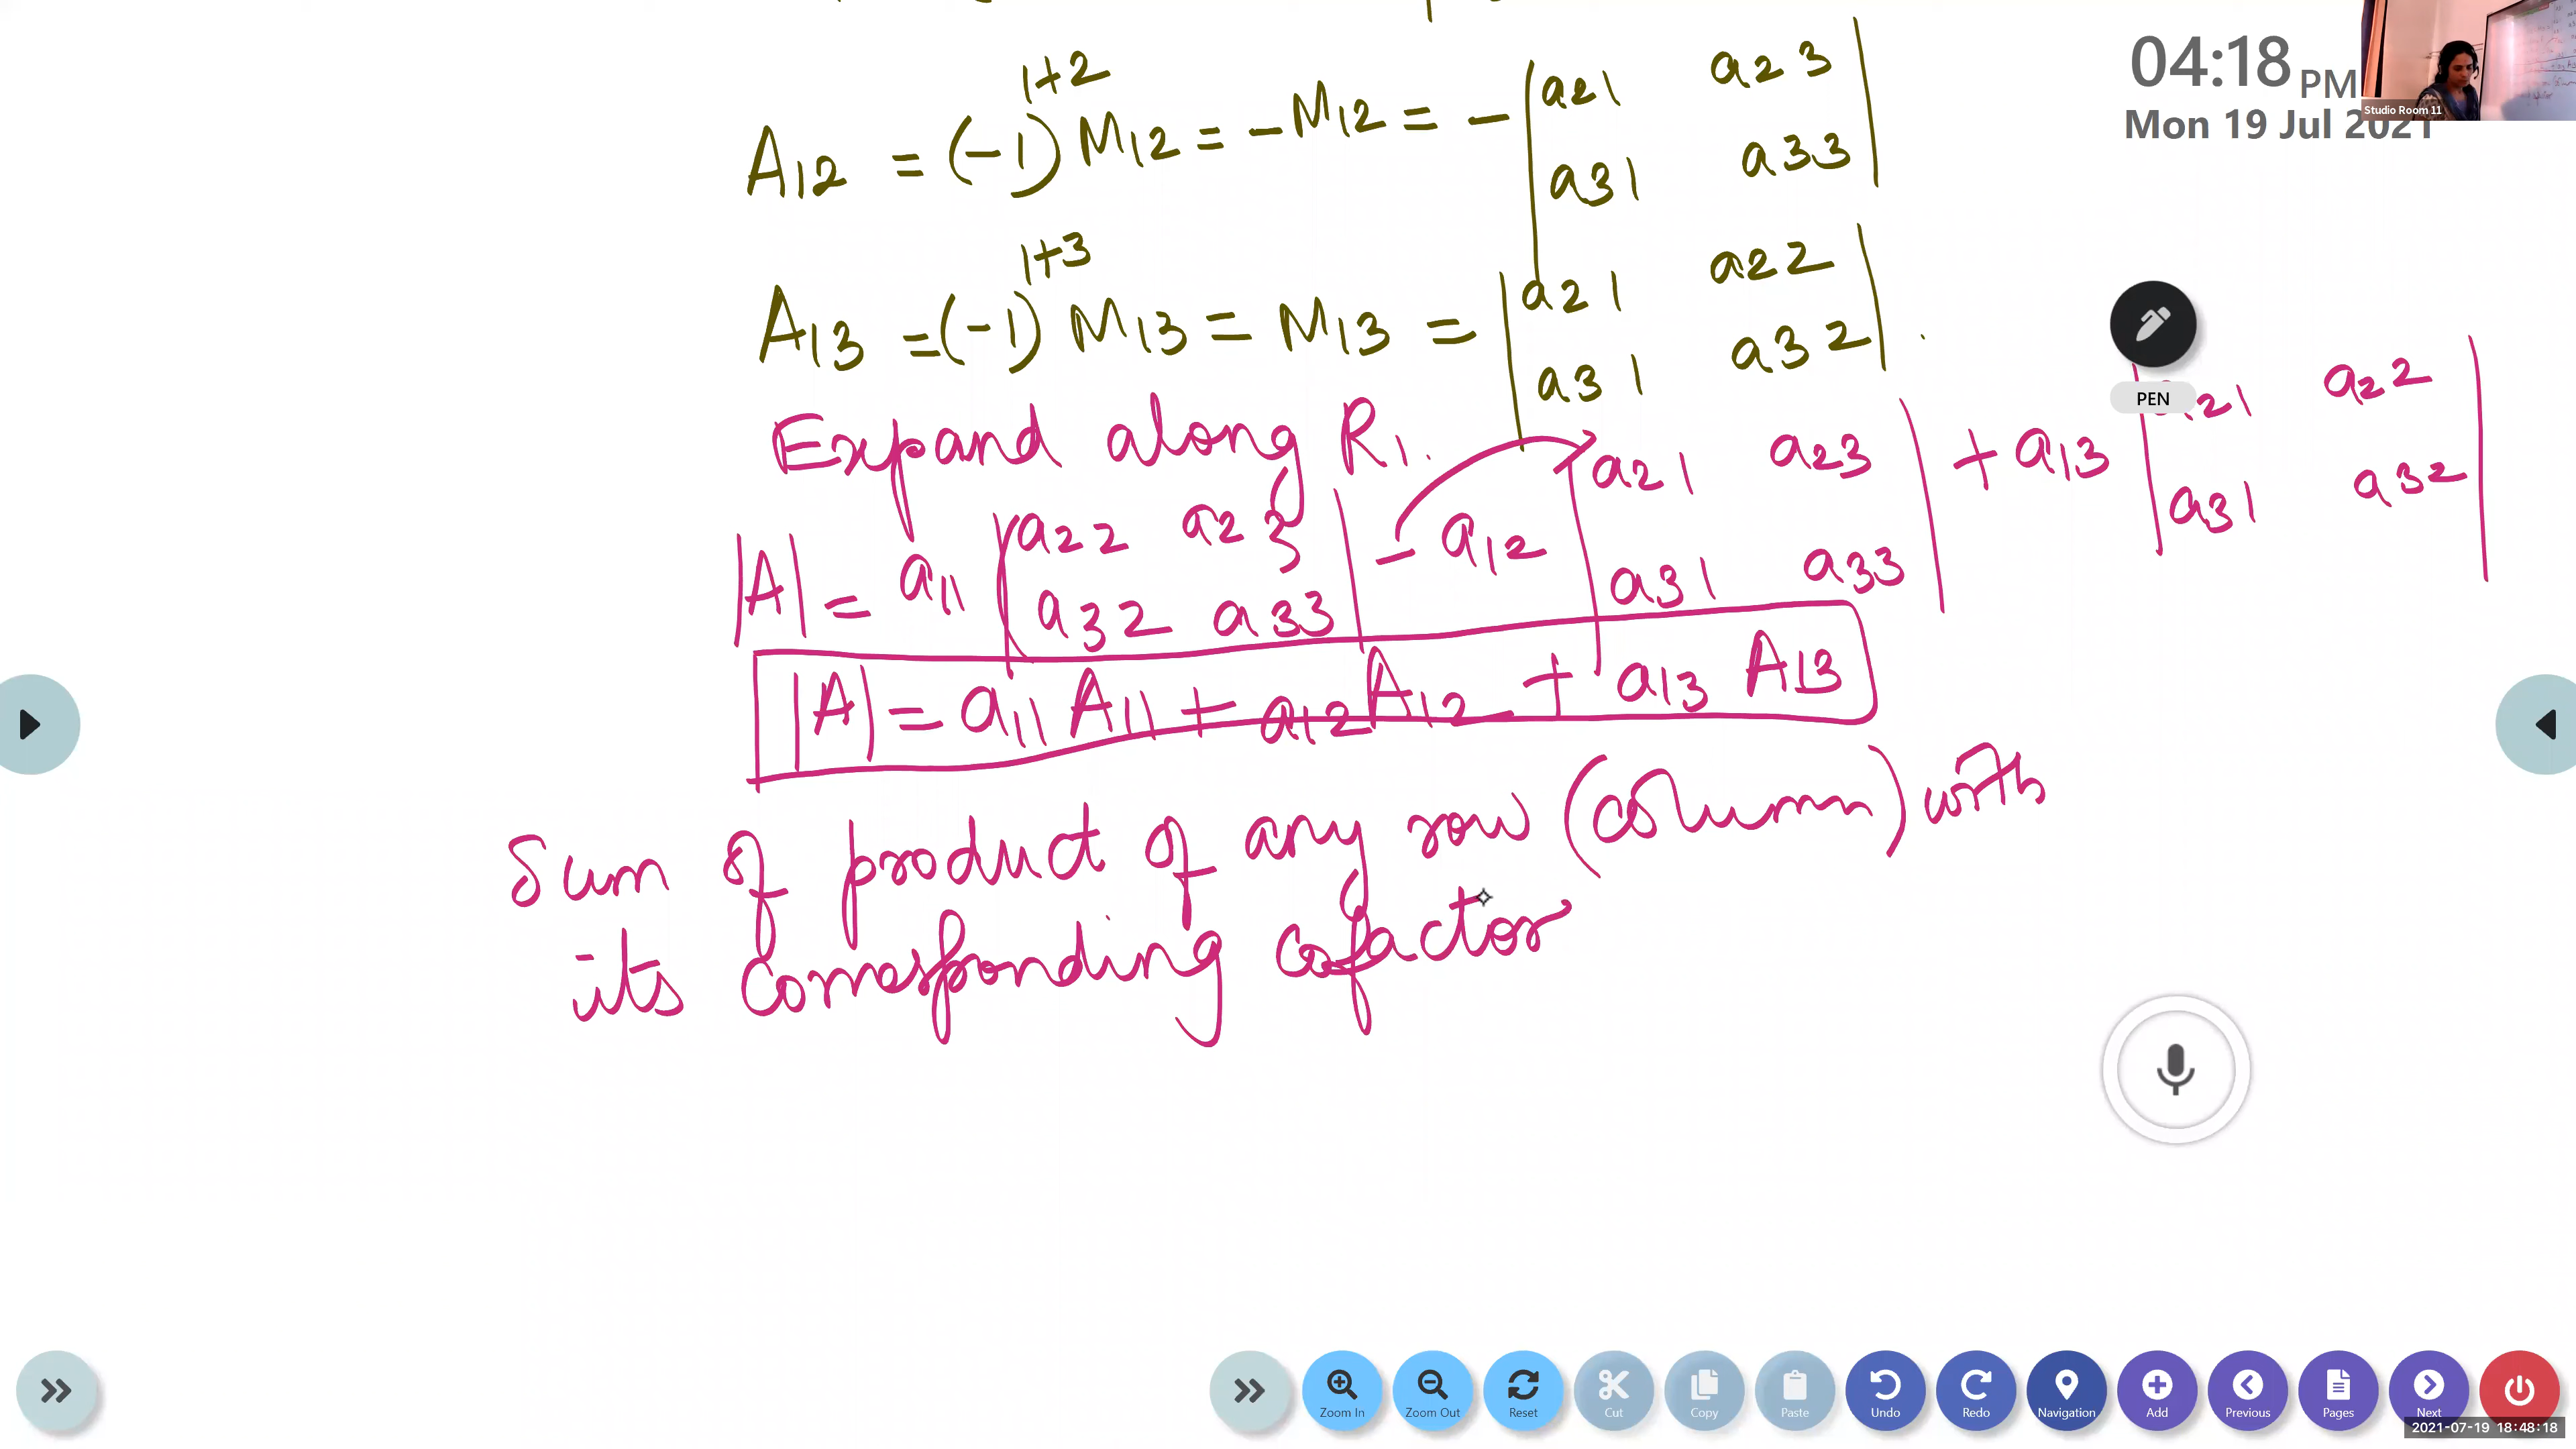 04:18 PM
Mon 19 Jul 2021
Studio Room 11
A12 = (-1)^1+2 M12 = -M12 = - |a21 a23
a31 a33|
A13 = (-1)^1+3 M13 = M13 = |a21 a22
a31 a32| .
PEN
Expand along R1.
|A| = a11 |a22 a23 | - a12 |a21 a23 | + a13 |a21 a22 |
|a32 a33| |a31 a33| |a31 a32|
|A| = a11 A11 + a12 A12 + a13 A13
Sum of product of any row (column) with
its corresponding cofactor
Zoom In Zoom Out Reset Cut Copy Paste Undo Redo Navigation Add Previous Pages Next
2021-07-19 18:48:18